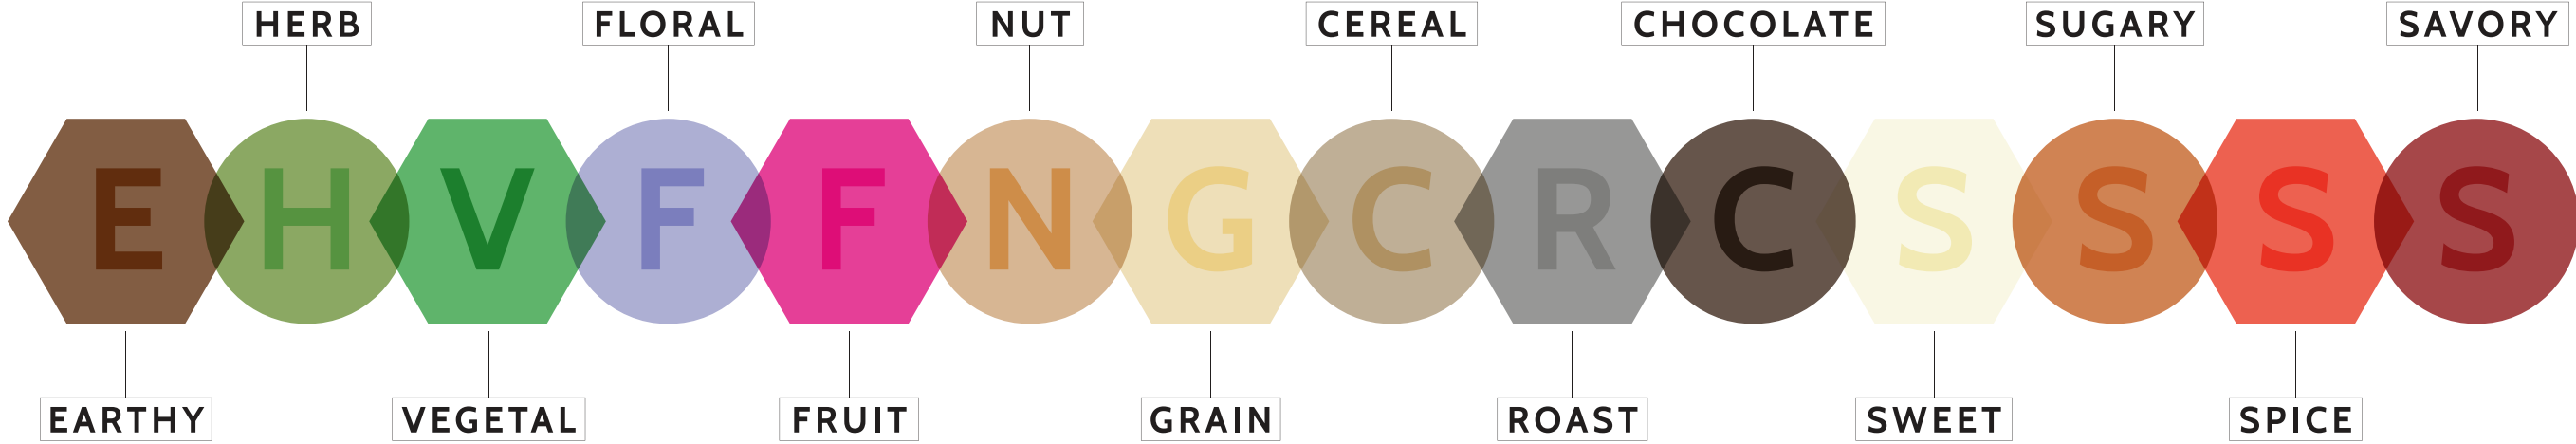 HERB FLORAL NUT CEREAL CHOCOLATE SUGARY SAVORY
E H V F F N G C R C S S S S
EARTHY VEGETAL FRUIT GRAIN ROAST SWEET SPICE